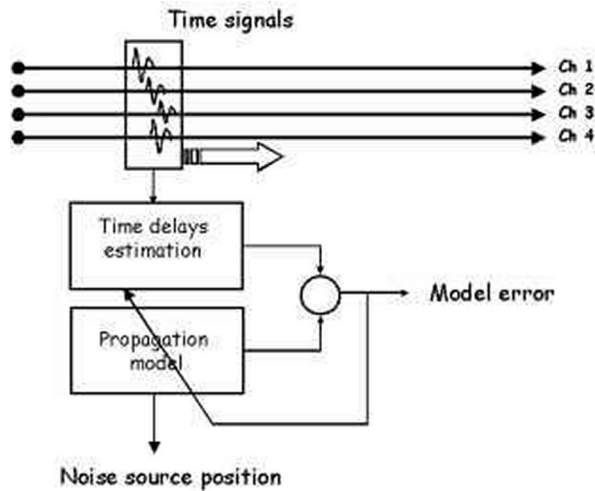 Time signals
Ch 1
Ch 2
Ch 3
Ch 4
Time delays
estimation
Model error
Propagation
model
Noise source position